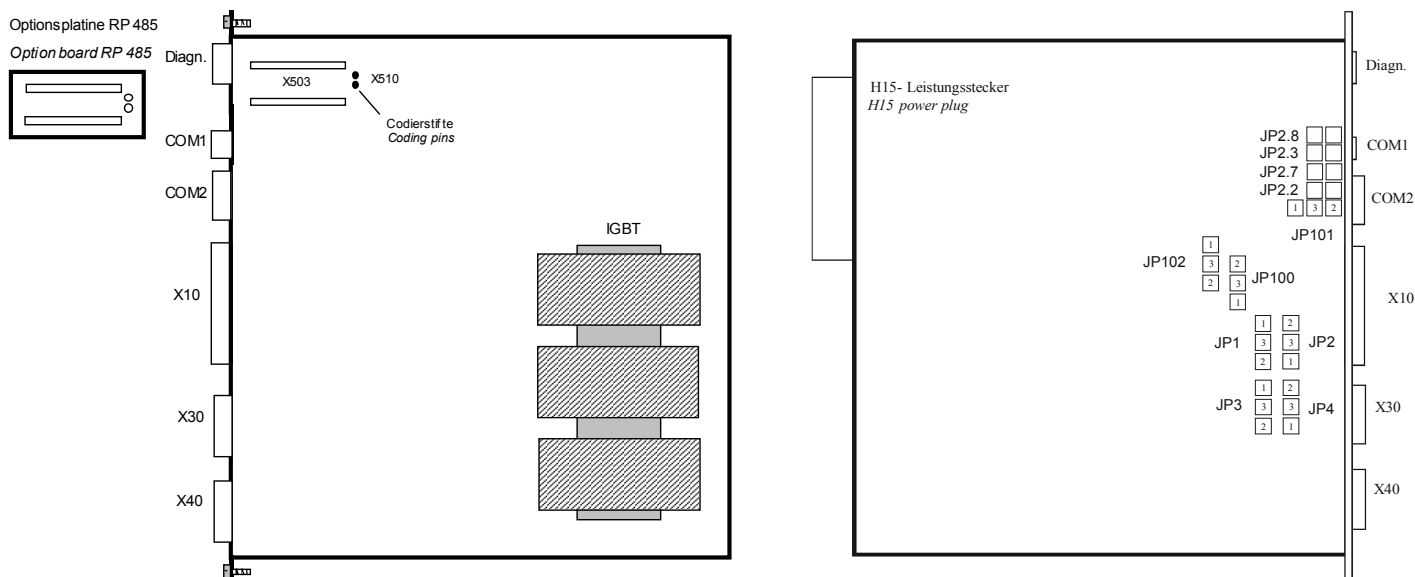 Optionsplatine RP 485
Option board RP 485
Diagn.
X503
X510
Codierstifte
Coding pins
COM1
COM2
IGBT
X10
X30
X40
H15- Leistungsstecker
H15 power plug
Diagn.
JP2.8
JP2.3
COM1
JP2.7
JP2.2
COM2
1 3 2
JP101
1
JP102 3 2
2 3 JP100
1
X10
1 2
JP1 3 3 JP2
2 1
1 2
JP3 3 3 JP4
2 1
X30
X40